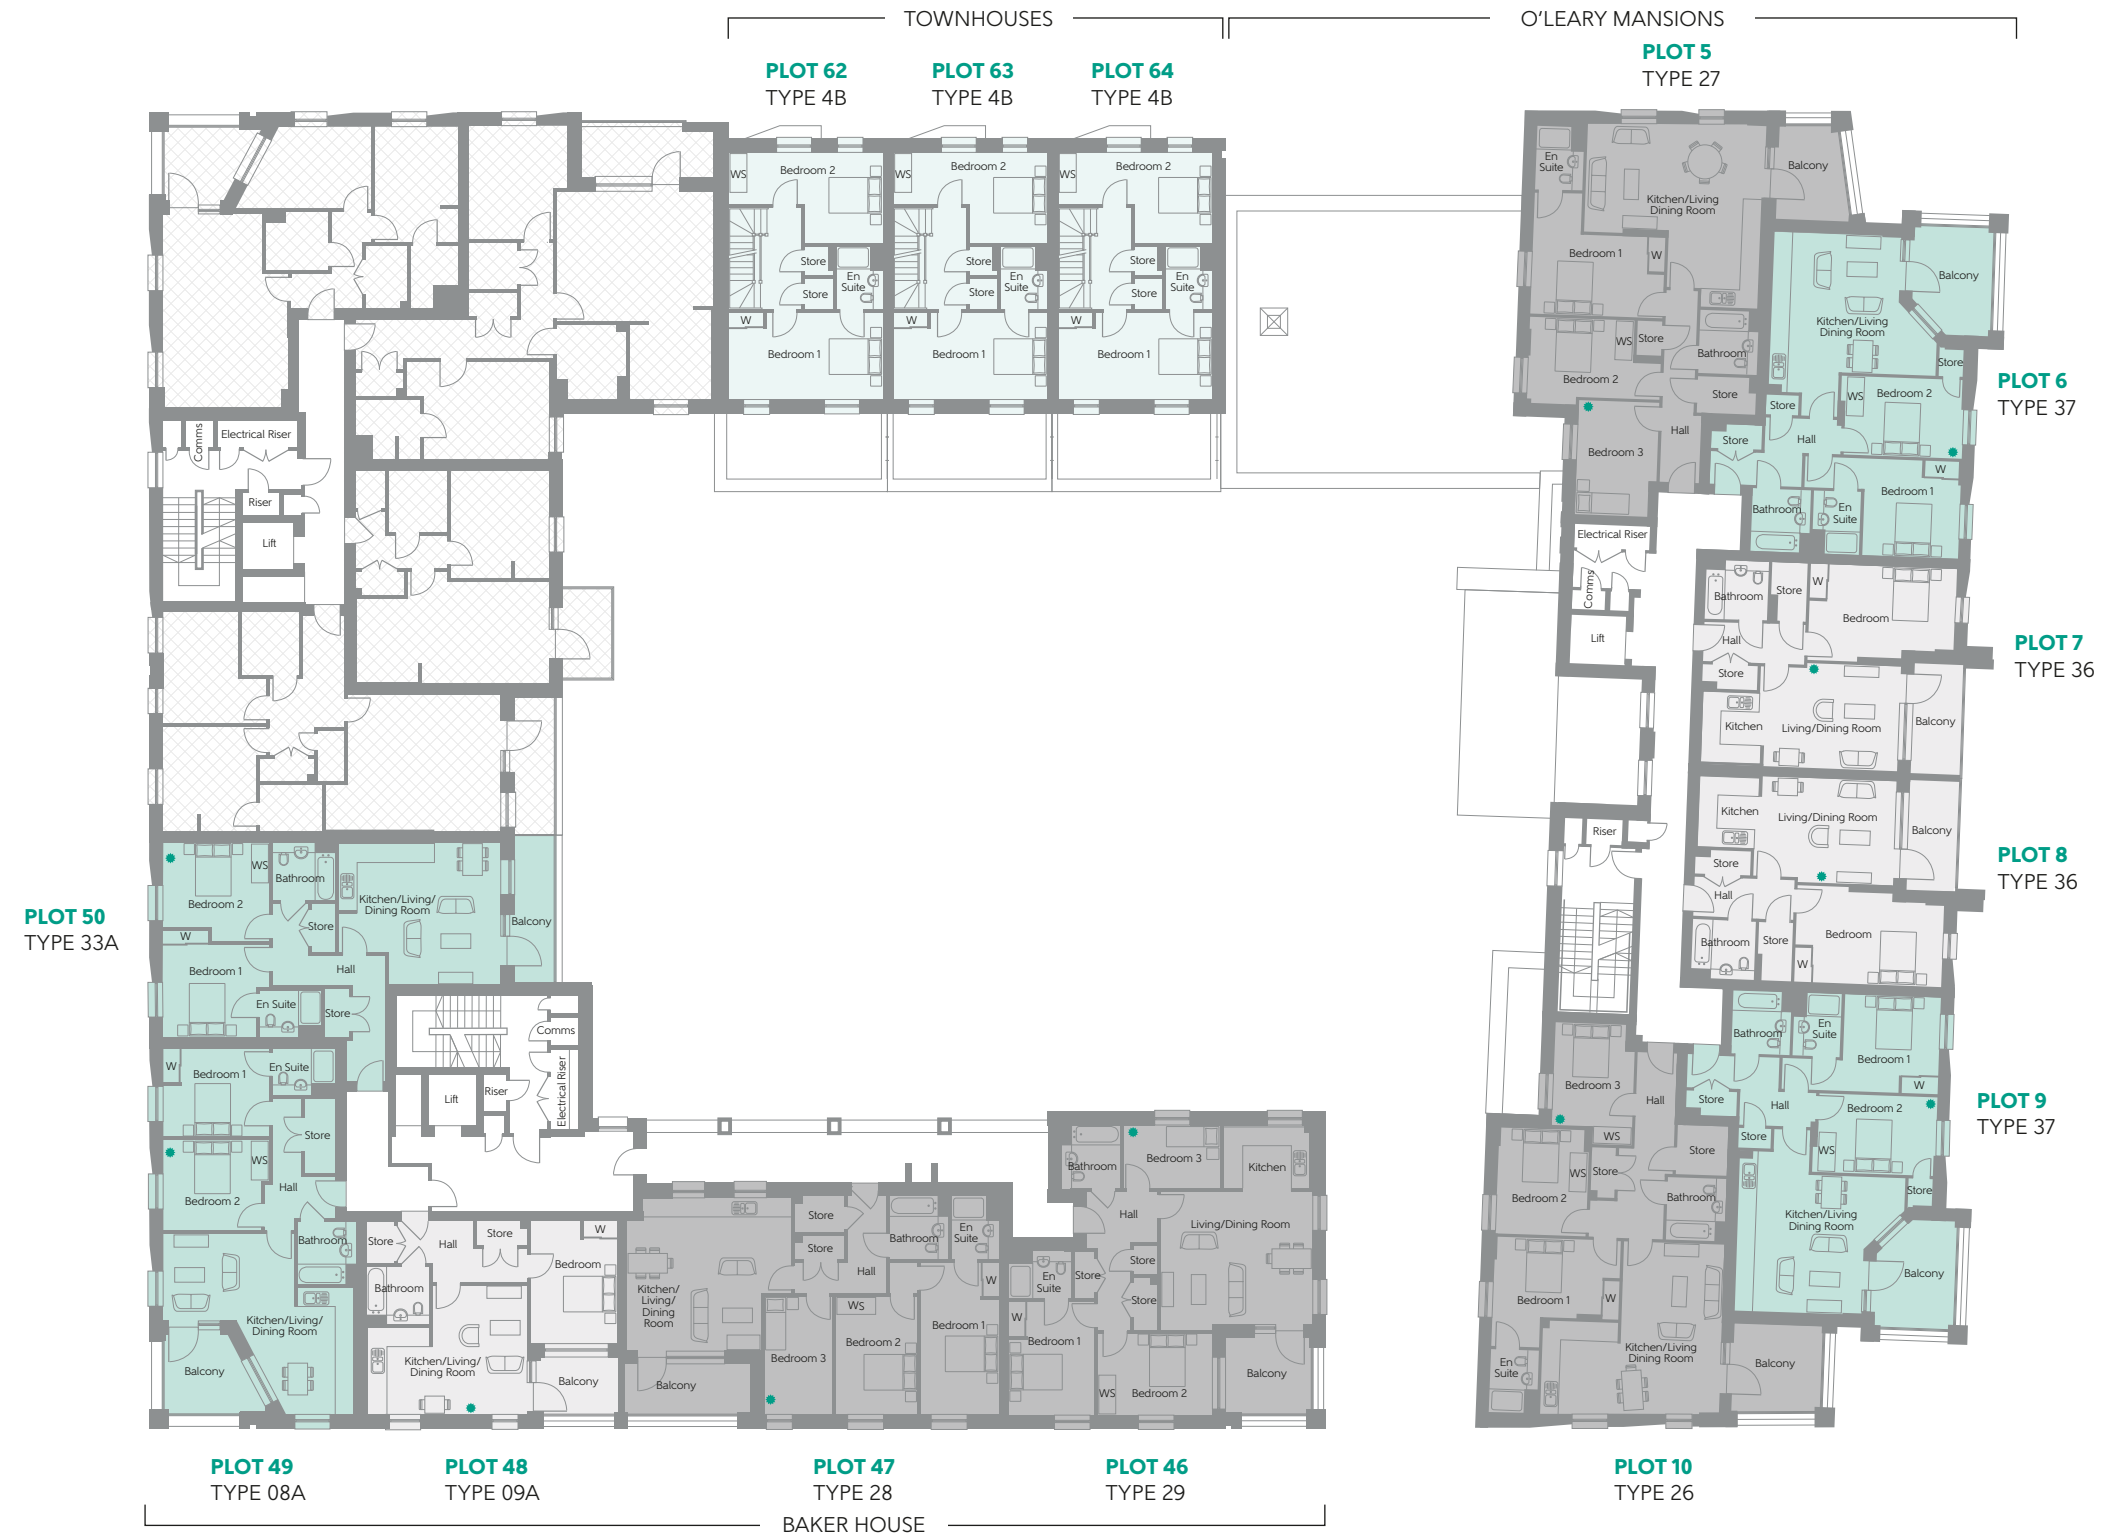 TOWNHOUSES
O'LEARY MANSIONS
PLOT 62
TYPE 4B
PLOT 63
TYPE 4B
PLOT 64
TYPE 4B
PLOT 5
TYPE 27
WS
Bedroom 2
Store
Store
En
Suite
W
Bedroom 1
WS
Bedroom 2
Store
Store
En
Suite
W
Bedroom 1
WS
Bedroom 2
Store
Store
En
Suite
W
Bedroom 1
En
Suite
Kitchen/Living
Dining Room
Balcony
Bedroom 1
W
Bedroom 2
WS
Store
Bathroom
Store
Hall
Bedroom 3
Kitchen/Living
Dining Room
Balcony
Store
WS
Bedroom 2
Store
Store
Hall
W
Bedroom 1
Bathroom
En
Suite
PLOT 6
TYPE 37
Comms
Electrical Riser
Riser
Lift
Electrical Riser
Comms
Lift
Bathroom
Store
W
Bedroom
Hall
Store
Kitchen
Living/Dining Room
Balcony
PLOT 7
TYPE 36
Kitchen
Living/Dining Room
Balcony
Store
Hall
Bathroom
Store
W
Bedroom
PLOT 8
TYPE 36
Riser
PLOT 50
TYPE 33A
Bedroom 2
WS
Bathroom
Store
Kitchen/Living/
Dining Room
Balcony
W
Bedroom 1
Hall
En Suite
Store
Comms
Electrical Riser
Riser
Lift
W
Bedroom 1
En Suite
Store
WS
Bedroom 2
Hall
Bathroom
Kitchen/Living/
Dining Room
Balcony
Store
Hall
Store
W
Bedroom
Bathroom
Kitchen/Living/
Dining Room
Balcony
Kitchen/
Living/
Dining
Room
Balcony
Store
Store
Bathroom
En
Suite
Hall
W
WS
Bedroom 3
Bedroom 2
Bedroom 1
Bathroom
Bedroom 3
Kitchen
Hall
Living/Dining Room
Store
En
Suite
Store
Store
W
Bedroom 1
WS
Bedroom 2
Balcony
Bathroom
En
Suite
Bedroom 1
W
Store
Hall
Bedroom 2
Store
WS
Store
Kitchen/Living
Dining Room
Balcony
PLOT 9
TYPE 37
Bedroom 3
Hall
WS
Store
Store
WS
Bedroom 2
Bathroom
Bedroom 1
W
En
Suite
Kitchen/Living
Dining Room
Balcony
PLOT 49
TYPE 08A
PLOT 48
TYPE 09A
PLOT 47
TYPE 28
PLOT 46
TYPE 29
PLOT 10
TYPE 26
BAKER HOUSE